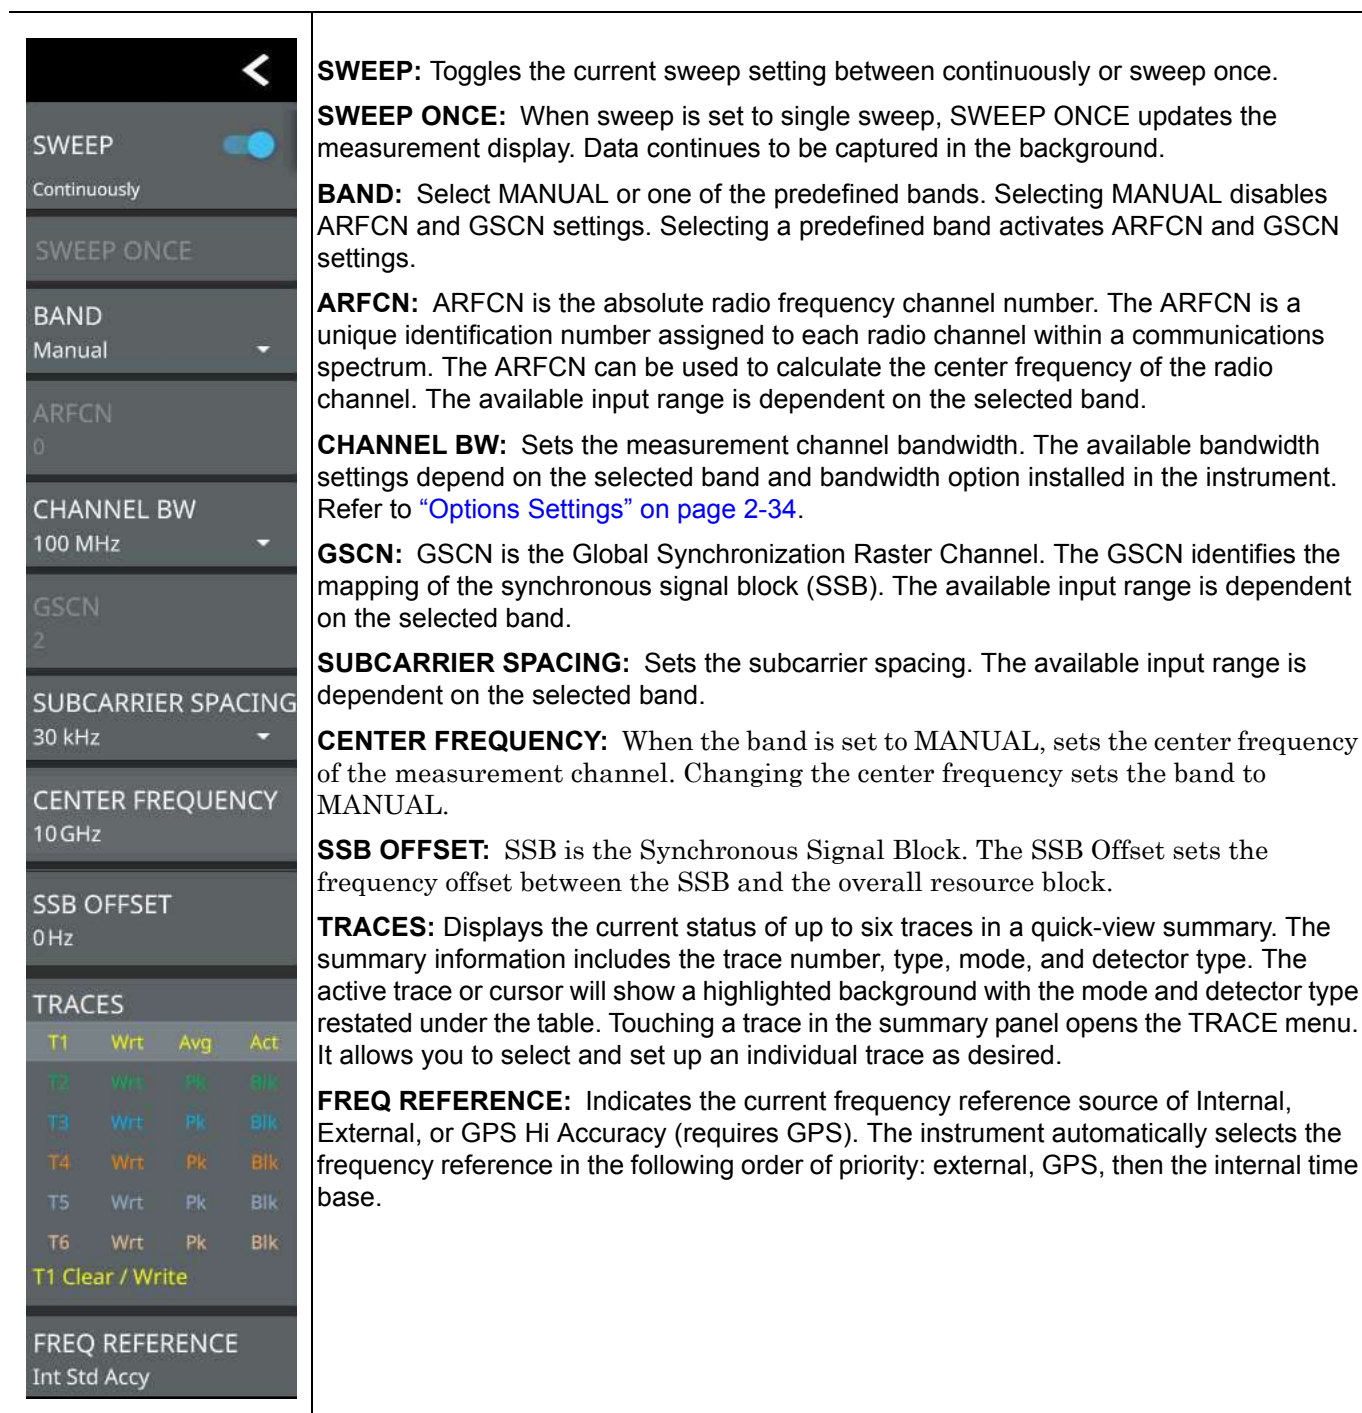 SWEEP
Continuously
SWEEP ONCE
BAND
Manual
ARFCN
0
CHANNEL BW
100 MHz
GSCN
2
SUBCARRIER SPACING
30 kHz
CENTER FREQUENCY
10 GHz
SSB OFFSET
0 Hz
TRACES
T1 Wrt Avg Act
T2 Wrt Pk Blk
T3 Wrt Pk Blk
T4 Wrt Pk Blk
T5 Wrt Pk Blk
T6 Wrt Pk Blk
T1 Clear / Write
FREQ REFERENCE
Int Std Accy
SWEEP: Toggles the current sweep setting between continuously or sweep once.
SWEEP ONCE: When sweep is set to single sweep, SWEEP ONCE updates the
measurement display. Data continues to be captured in the background.
BAND: Select MANUAL or one of the predefined bands. Selecting MANUAL disables
ARFCN and GSCN settings. Selecting a predefined band activates ARFCN and GSCN
settings.
ARFCN: ARFCN is the absolute radio frequency channel number. The ARFCN is a
unique identification number assigned to each radio channel within a communications
spectrum. The ARFCN can be used to calculate the center frequency of the radio
channel. The available input range is dependent on the selected band.
CHANNEL BW: Sets the measurement channel bandwidth. The available bandwidth
settings depend on the selected band and bandwidth option installed in the instrument.
Refer to “Options Settings” on page 2-34.
GSCN: GSCN is the Global Synchronization Raster Channel. The GSCN identifies the
mapping of the synchronous signal block (SSB). The available input range is dependent
on the selected band.
SUBCARRIER SPACING: Sets the subcarrier spacing. The available input range is
dependent on the selected band.
CENTER FREQUENCY: When the band is set to MANUAL, sets the center frequency
of the measurement channel. Changing the center frequency sets the band to
MANUAL.
SSB OFFSET: SSB is the Synchronous Signal Block. The SSB Offset sets the
frequency offset between the SSB and the overall resource block.
TRACES: Displays the current status of up to six traces in a quick-view summary. The
summary information includes the trace number, type, mode, and detector type. The
active trace or cursor will show a highlighted background with the mode and detector type
restated under the table. Touching a trace in the summary panel opens the TRACE menu.
It allows you to select and set up an individual trace as desired.
FREQ REFERENCE: Indicates the current frequency reference source of Internal,
External, or GPS Hi Accuracy (requires GPS). The instrument automatically selects the
frequency reference in the following order of priority: external, GPS, then the internal time
base.